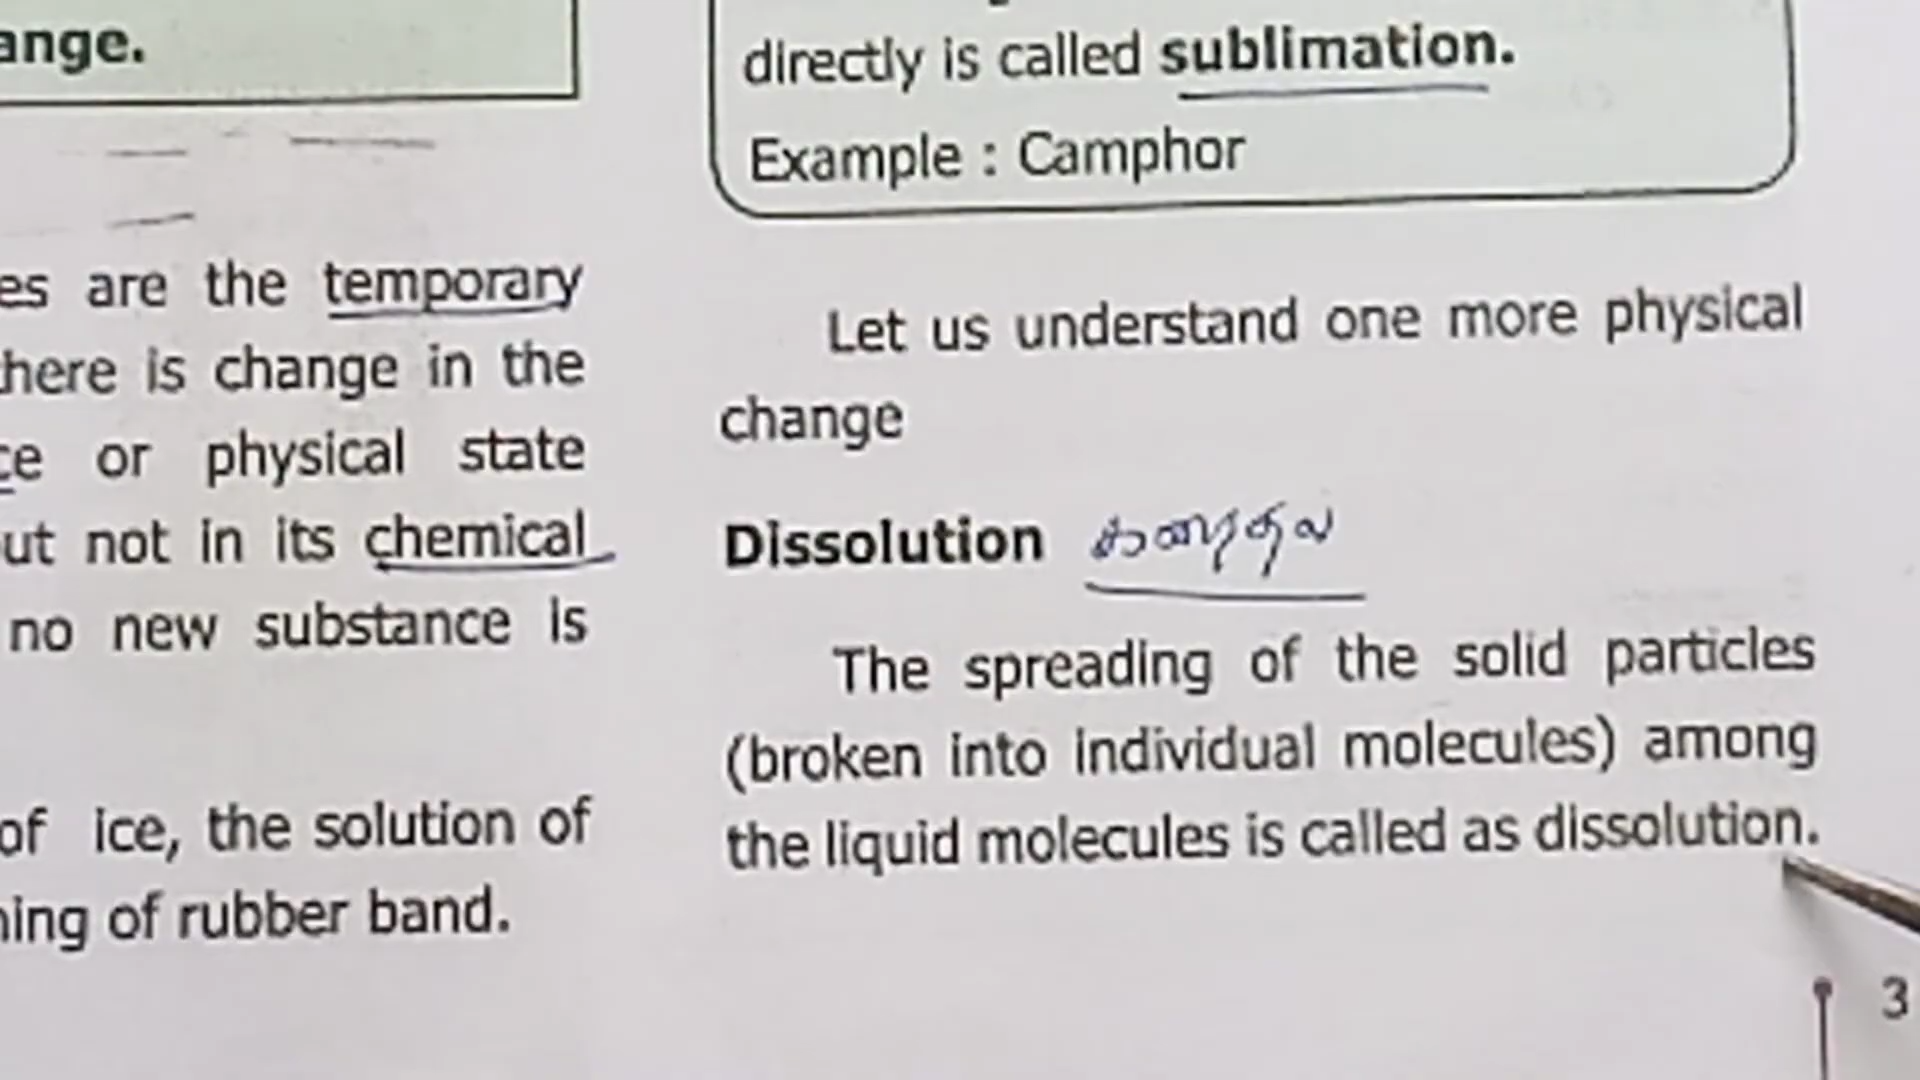 ange.
es are the temporary
here is change in the
ce or physical state
ut not in its chemical
no new substance is
of ice, the solution of
ning of rubber band.
directly is called sublimation.
Example : Camphor
Let us understand one more physical
change
Dissolution
The spreading of the solid particles
(broken into individual molecules) among
the liquid molecules is called as dissolution.
3